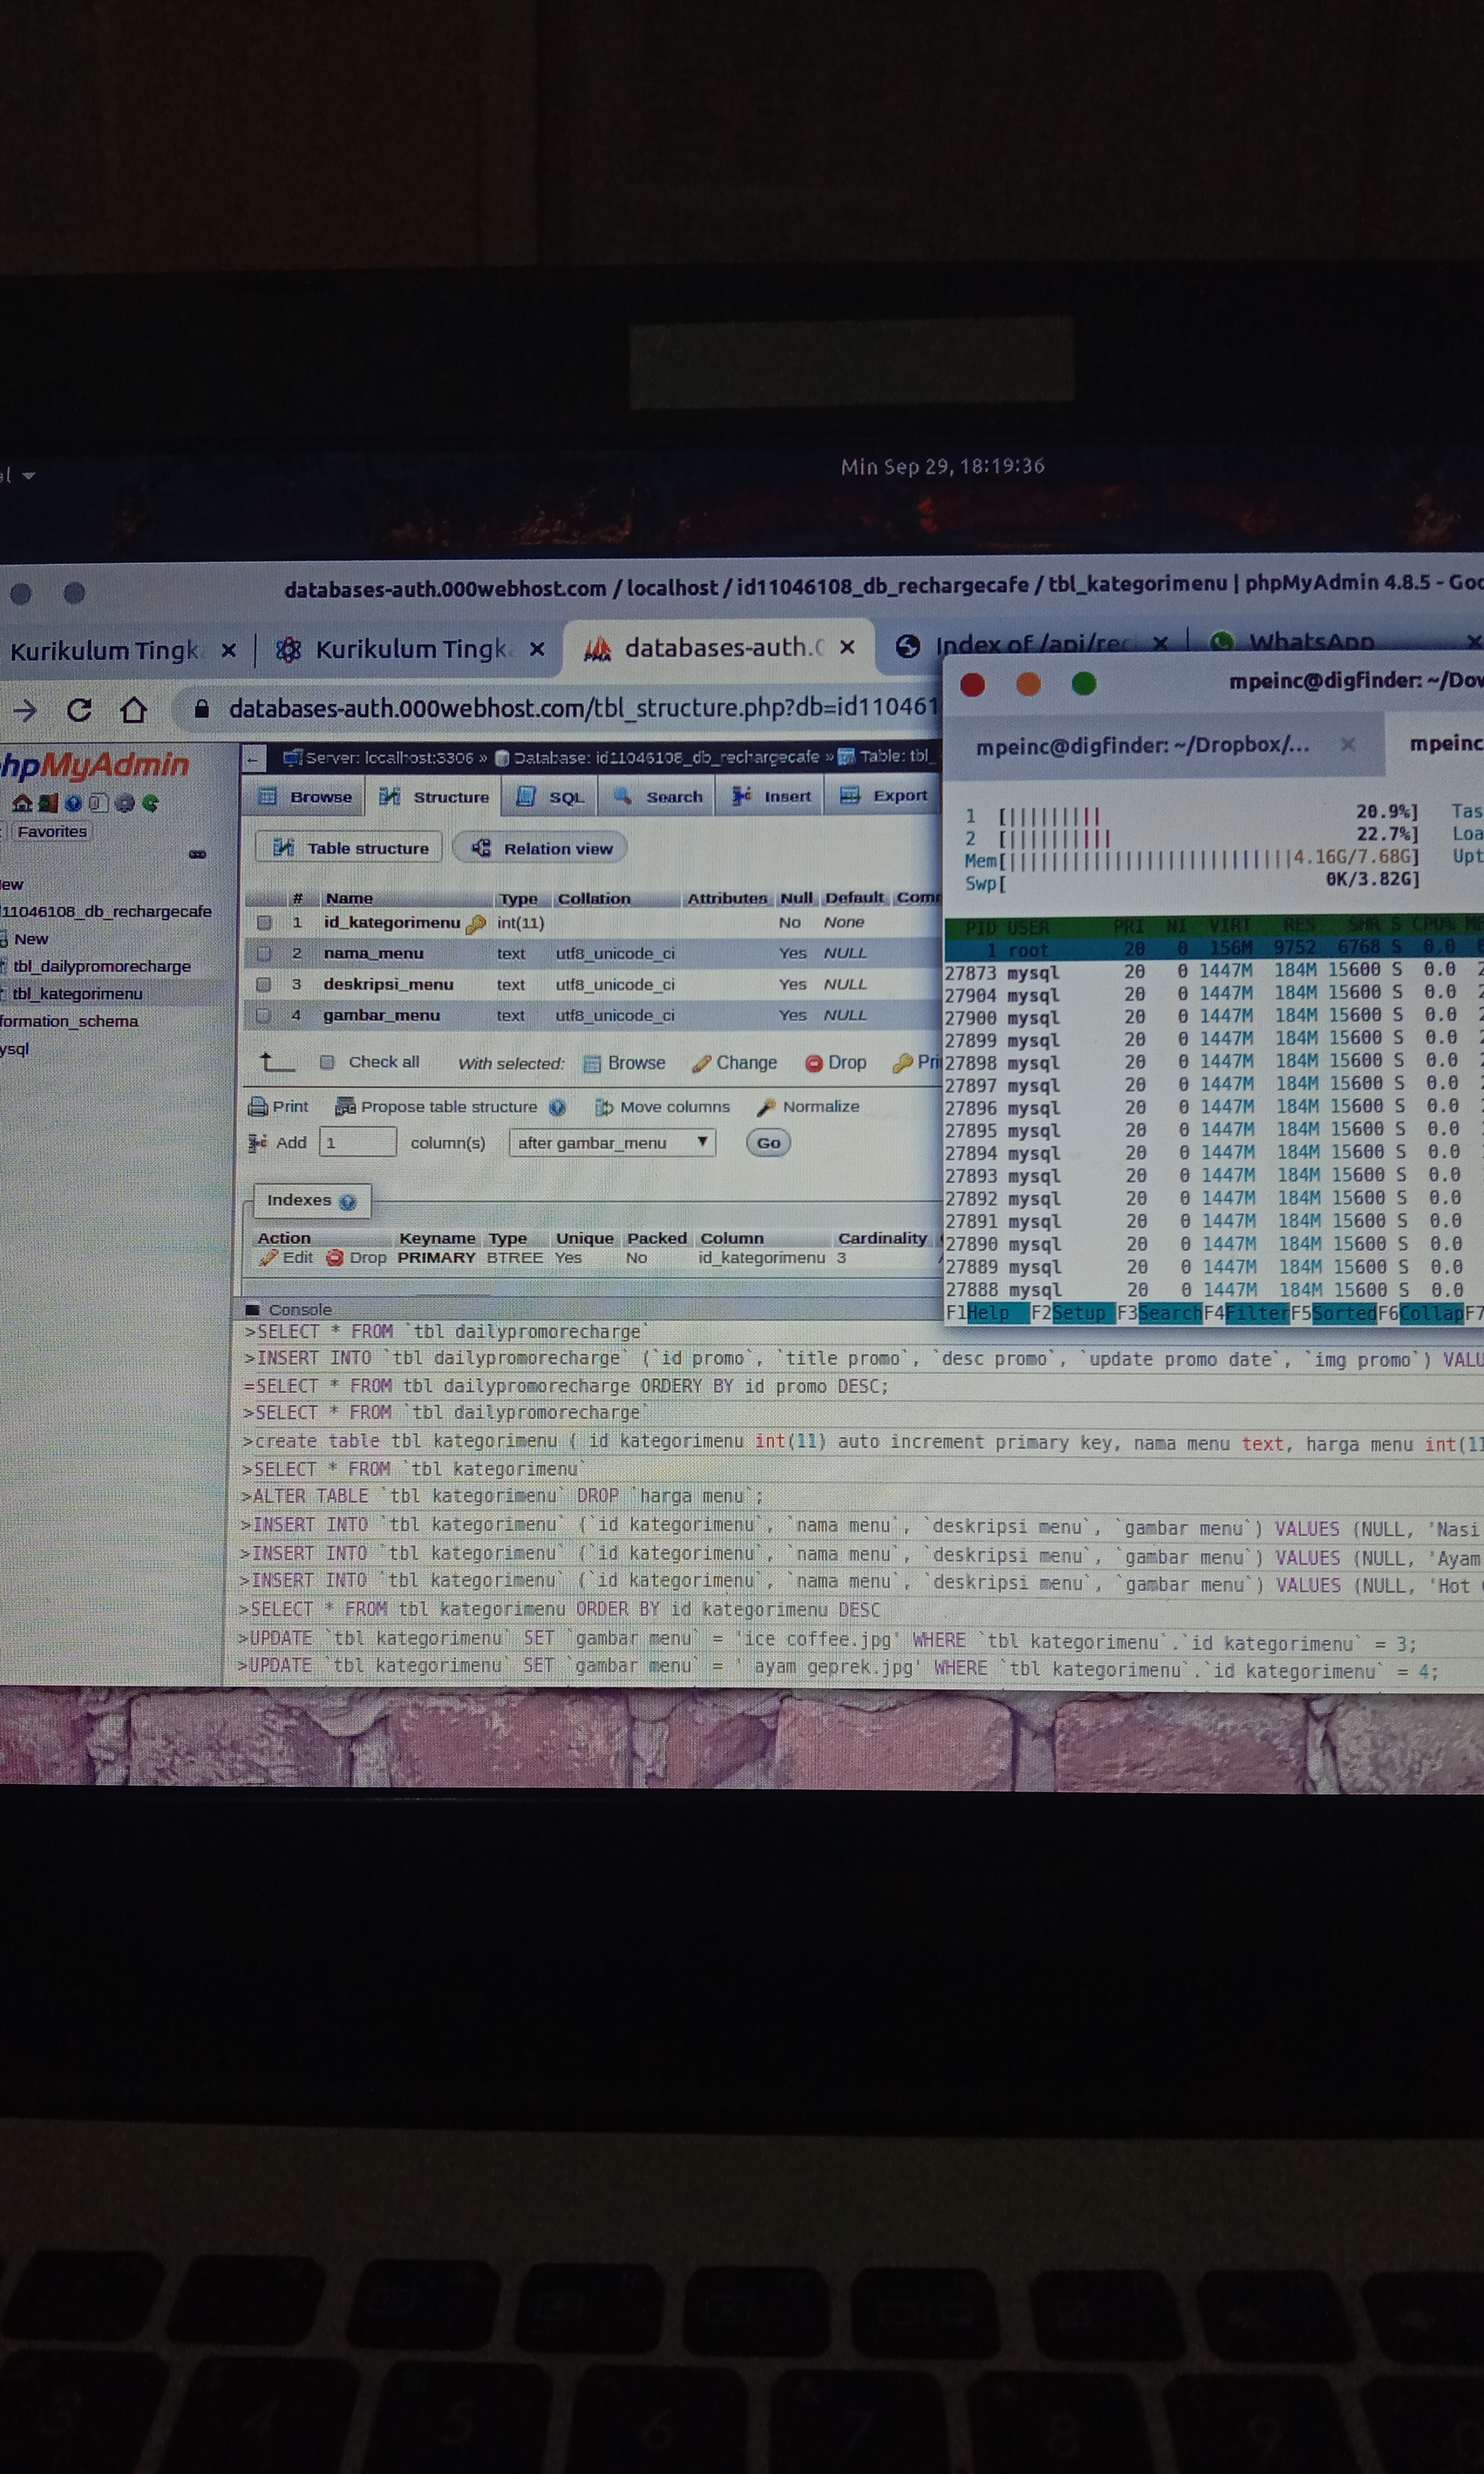 Min Sep 29, 18:19:36
databases-auth.000webhost.com / localhost / id11046108_db_rechargecafe / tbl_kategorimenu | phpMyAdmin 4.8.5 - Goo
Kurikulum Tingk
Kurikulum Tingk
databases-auth.0
Index of /api/rec
WhatsApp
databases-auth.000webhost.com/tbl_structure.php?db=id110461
mpeinc@digfinder: ~/Dow
mpeinc@digfinder: ~/Dropbox/...
mpeinc
hpMyAdmin
Favorites
ew
11046108_db_rechargecafe
New
tbl_dailypromorecharge
tbl_kategorimenu
formation_schema
ysql
Server: localhost:3306 » Database: id11046108_db_rechargecafe » Table: tbl_
Browse Structure SQL Search Insert Export
Table structure Relation view
# Name Type Collation Attributes Null Default Comm
1 id_kategorimenu int(11) No None
2 nama_menu text utf8_unicode_ci Yes NULL
3 deskripsi_menu text utf8_unicode_ci Yes NULL
4 gambar_menu text utf8_unicode_ci Yes NULL
Check all With selected: Browse Change Drop Pri
Print Propose table structure Move columns Normalize
Add 1 column(s) after gambar_menu Go
Indexes
Action Keyname Type Unique Packed Column Cardinality
Edit Drop PRIMARY BTREE Yes No id_kategorimenu 3
1 [||||||||| 20.9%] Tas
2 [|||||||||| 22.7%] Loa
Mem[||||||||||||||||||||||||||||4.16G/7.68G] Upt
Swp[ 0K/3.82G]
PID USER PRI NI VIRT RES SHR S CPU%
1 root 20 0 156M 9752 6768 S 0.0
27873 mysql 20 0 1447M 184M 15600 S 0.0
27904 mysql 20 0 1447M 184M 15600 S 0.0
27900 mysql 20 0 1447M 184M 15600 S 0.0
27899 mysql 20 0 1447M 184M 15600 S 0.0
27898 mysql 20 0 1447M 184M 15600 S 0.0
27897 mysql 20 0 1447M 184M 15600 S 0.0
27896 mysql 20 0 1447M 184M 15600 S 0.0
27895 mysql 20 0 1447M 184M 15600 S 0.0
27894 mysql 20 0 1447M 184M 15600 S 0.0
27893 mysql 20 0 1447M 184M 15600 S 0.0
27892 mysql 20 0 1447M 184M 15600 S 0.0
27891 mysql 20 0 1447M 184M 15600 S 0.0
27890 mysql 20 0 1447M 184M 15600 S 0.0
27889 mysql 20 0 1447M 184M 15600 S 0.0
27888 mysql 20 0 1447M 184M 15600 S 0.0
F1Help F2Setup F3SearchF4FilterF5SortedF6CollapF7
Console
>SELECT * FROM `tbl dailypromorecharge`
>INSERT INTO `tbl dailypromorecharge` (`id promo`, `title promo`, `desc promo`, `update promo date`, `img promo`) VALU
=SELECT * FROM tbl dailypromorecharge ORDERY BY id promo DESC;
>SELECT * FROM `tbl dailypromorecharge`
>create table tbl kategorimenu ( id kategorimenu int(11) auto increment primary key, nama menu text, harga menu int(11
>SELECT * FROM `tbl kategorimenu`
>ALTER TABLE `tbl kategorimenu` DROP `harga menu`;
>INSERT INTO `tbl kategorimenu` (`id kategorimenu`, `nama menu`, `deskripsi menu`, `gambar menu`) VALUES (NULL, 'Nasi
>INSERT INTO `tbl kategorimenu` (`id kategorimenu`, `nama menu`, `deskripsi menu`, `gambar menu`) VALUES (NULL, 'Ayam
>INSERT INTO `tbl kategorimenu` (`id kategorimenu`, `nama menu`, `deskripsi menu`, `gambar menu`) VALUES (NULL, 'Hot
>SELECT * FROM tbl kategorimenu ORDER BY id kategorimenu DESC
>UPDATE `tbl kategorimenu` SET `gambar menu` = 'ice coffee.jpg' WHERE `tbl kategorimenu`.`id kategorimenu` = 3;
>UPDATE `tbl kategorimenu` SET `gambar menu` = ' ayam geprek.jpg' WHERE `tbl kategorimenu`.`id kategorimenu` = 4;
3 4 5 6 7 8 9